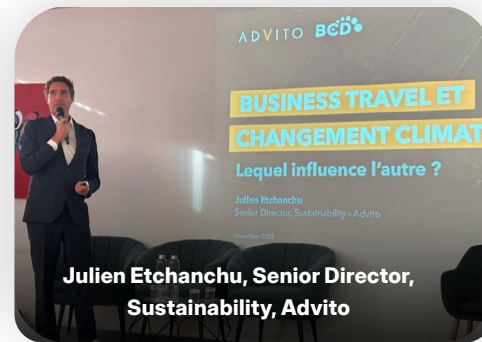 ADVITO BCD
BUSINESS TRAVEL ET
CHANGEMENT CLIMAT
Lequel influence l'autre ?
Julien Etchanchu
Senior Director, Sustainability - Advito
Julien Etchanchu, Senior Director,
Sustainability, Advito